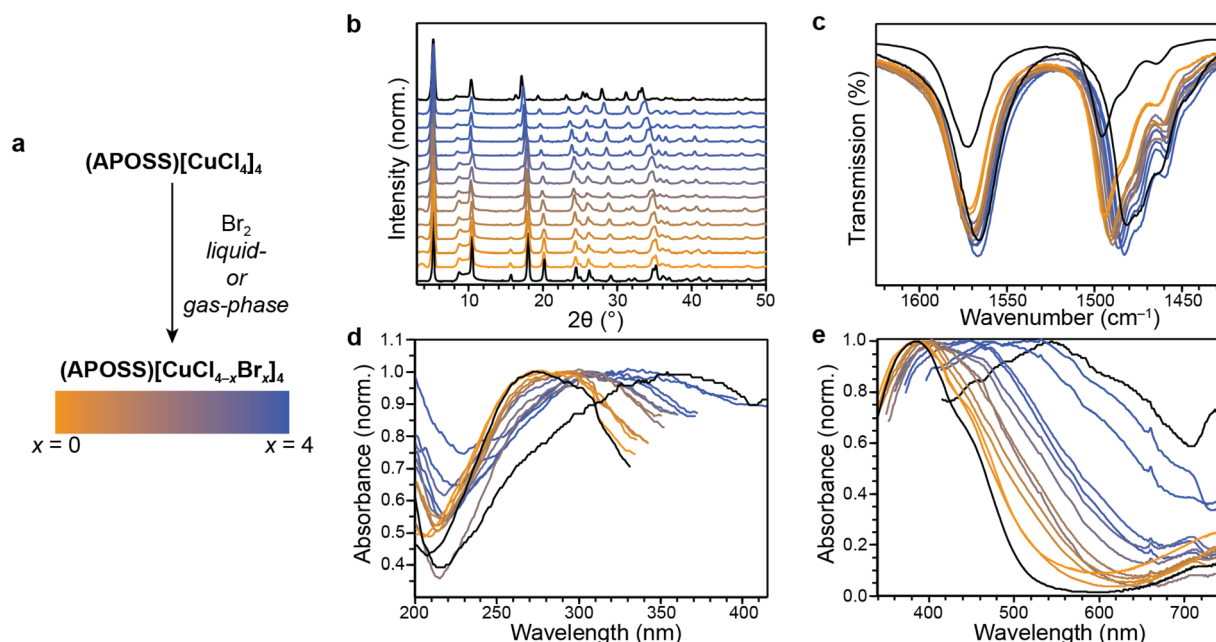 a
(APOSS)[CuCl₄]₄
Br₂
liquid-
or
gas-phase
(APOSS)[CuCl₄₋ₓBrₓ]₄
x = 0
x = 4
b
Intensity (norm.)
10
20
30
40
50
2θ (°)
c
Transmission (%)
1600
1550
1500
1450
Wavenumber (cm⁻¹)
d
Absorbance (norm.)
1.1
1.0
0.9
0.8
0.7
0.6
0.5
0.4
200
250
300
350
400
Wavelength (nm)
e
Absorbance (norm.)
1.0
0.8
0.6
0.4
0.2
0.0
400
500
600
700
Wavelength (nm)